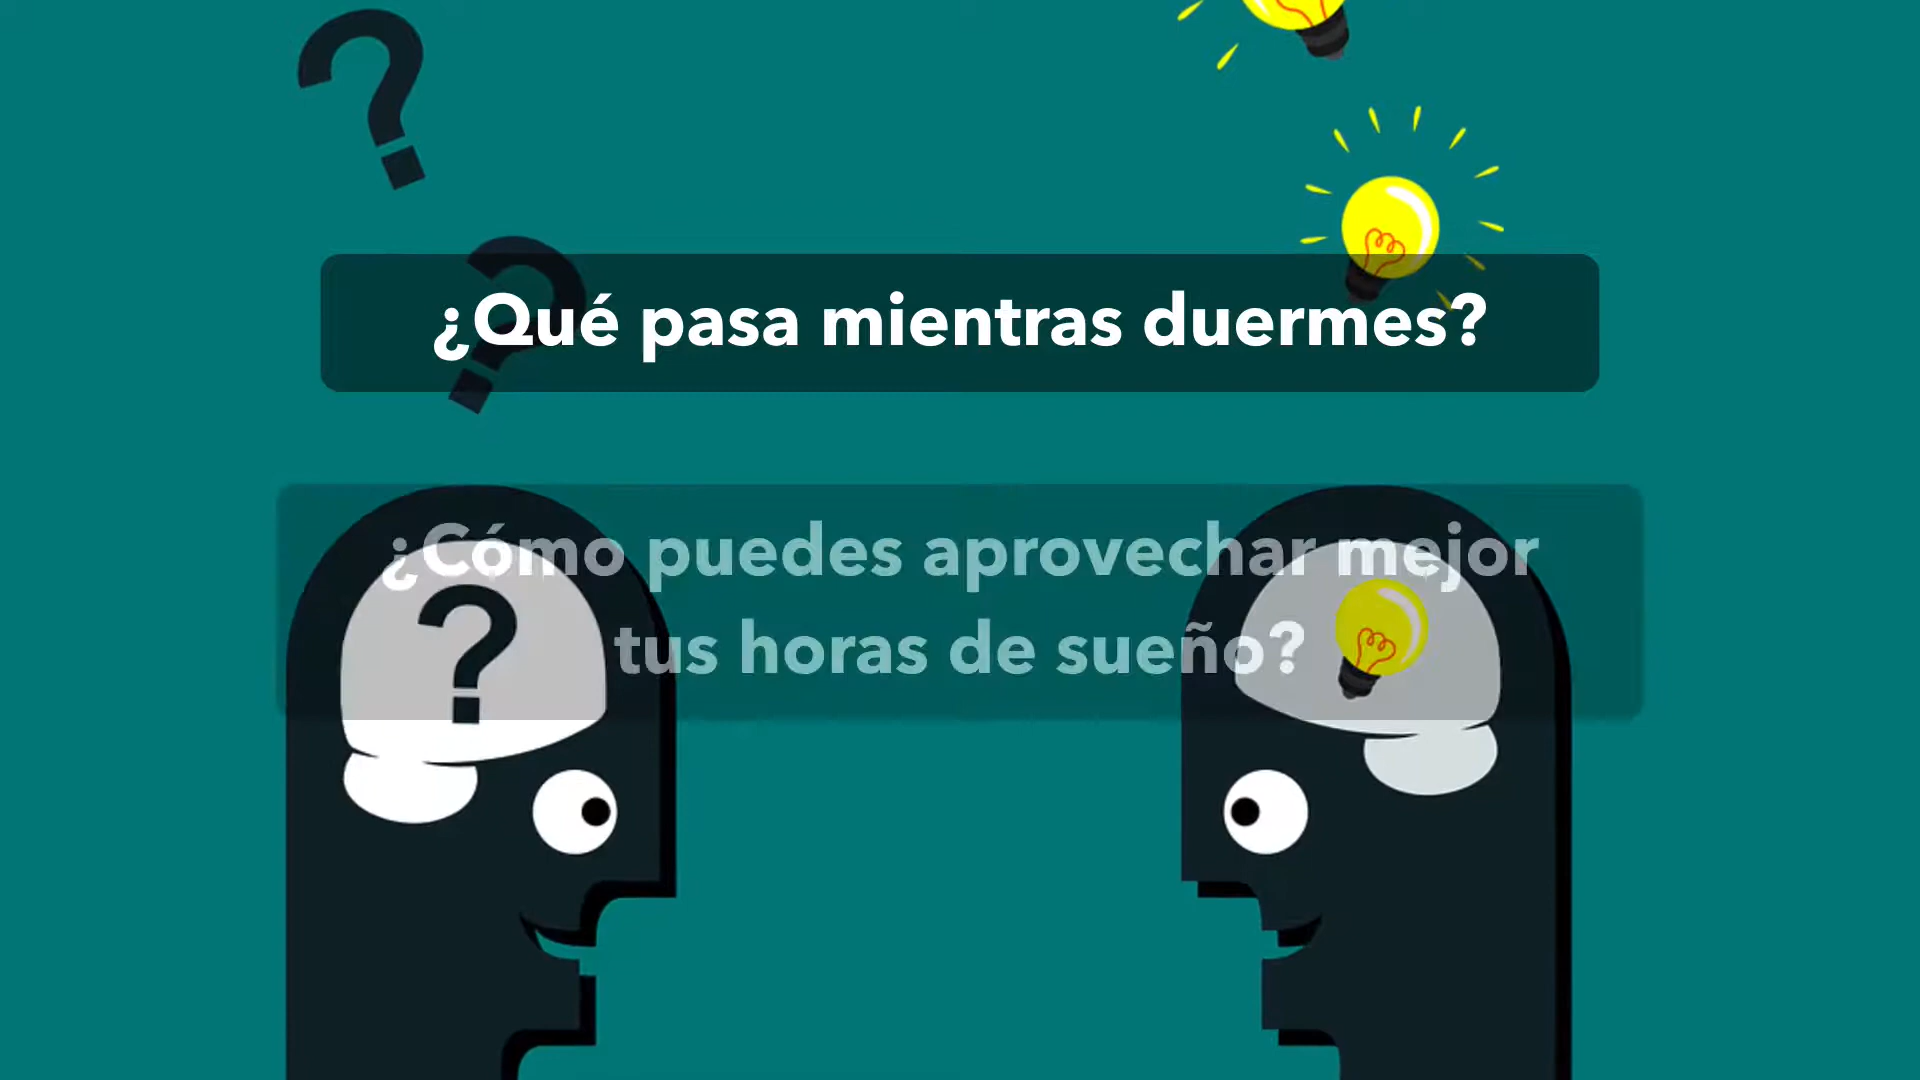 ¿Qué pasa mientras duermes?
¿Cómo puedes aprovechar mejor
tus horas de sueño?